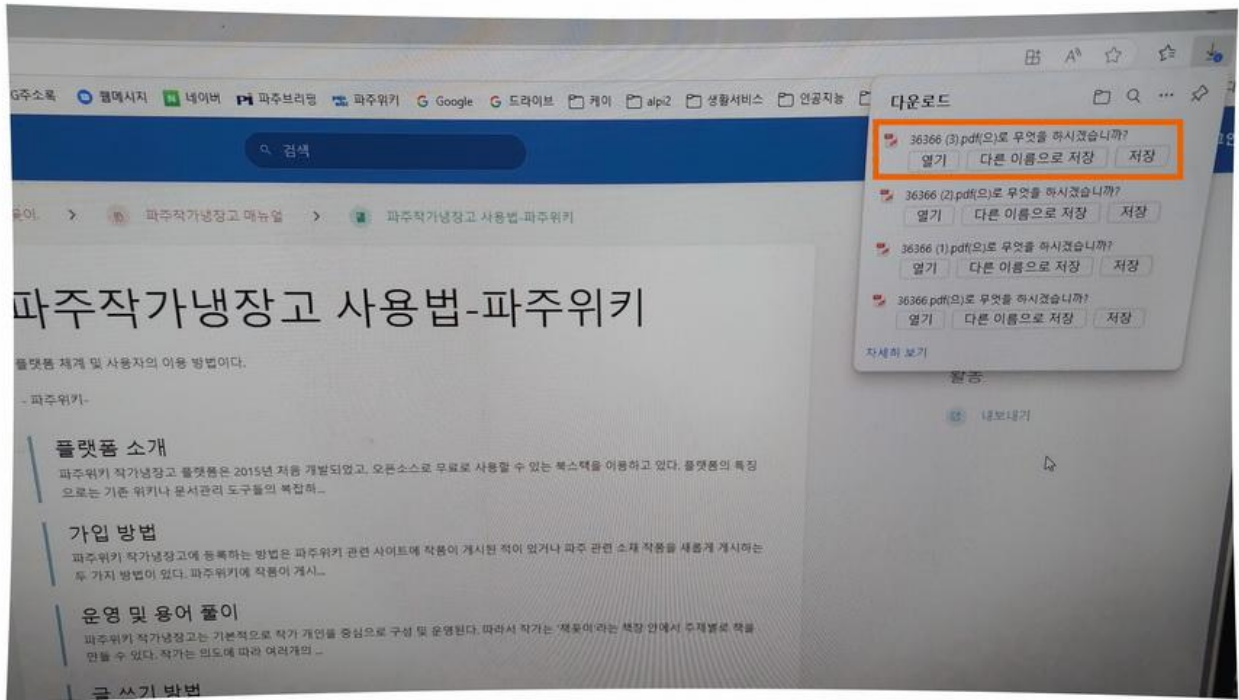 G주소록 웹메시지 네이버 파주브리핑 파주위키 Google 드라이브 케이 alpi2 생활서비스 인공지능
검색
파주작가냉장고 매뉴얼 > 파주작가냉장고 사용법-파주위키
다운로드
36366 (3).pdf(으)로 무엇을 하시겠습니까?
열기 다른 이름으로 저장 저장
36366 (2).pdf(으)로 무엇을 하시겠습니까?
열기 다른 이름으로 저장 저장
36366 (1).pdf(으)로 무엇을 하시겠습니까?
열기 다른 이름으로 저장 저장
36366.pdf(으)로 무엇을 하시겠습니까?
열기 다른 이름으로 저장 저장
자세히 보기
파주작가냉장고 사용법-파주위키
플랫폼 체계 및 사용자의 이용 방법이다.
- 파주위키-
활동
내보내기
플랫폼 소개
파주위키 작가냉장고 플랫폼은 2015년 처음 개발되었고, 오픈소스로 무료로 사용할 수 있는 북스택을 이용하고 있다. 플랫폼의 특징
으로는 기존 위키나 문서관리 도구들의 복잡하...
가입 방법
파주위키 작가냉장고에 등록하는 방법은 파주위키 관련 사이트에 작품이 게시된 적이 있거나 파주 관련 소재 작품을 새롭게 게시하는
두 가지 방법이 있다. 파주위키에 작품이 게시...
운영 및 용어 풀이
파주위키 작가냉장고는 기본적으로 작가 개인을 중심으로 구성 및 운영된다. 따라서 작가는 '책꽂이'라는 책장 안에서 주제별로 책을
만들 수 있다. 작가는 의도에 따라 여러개의 ...
글 쓰기 방법